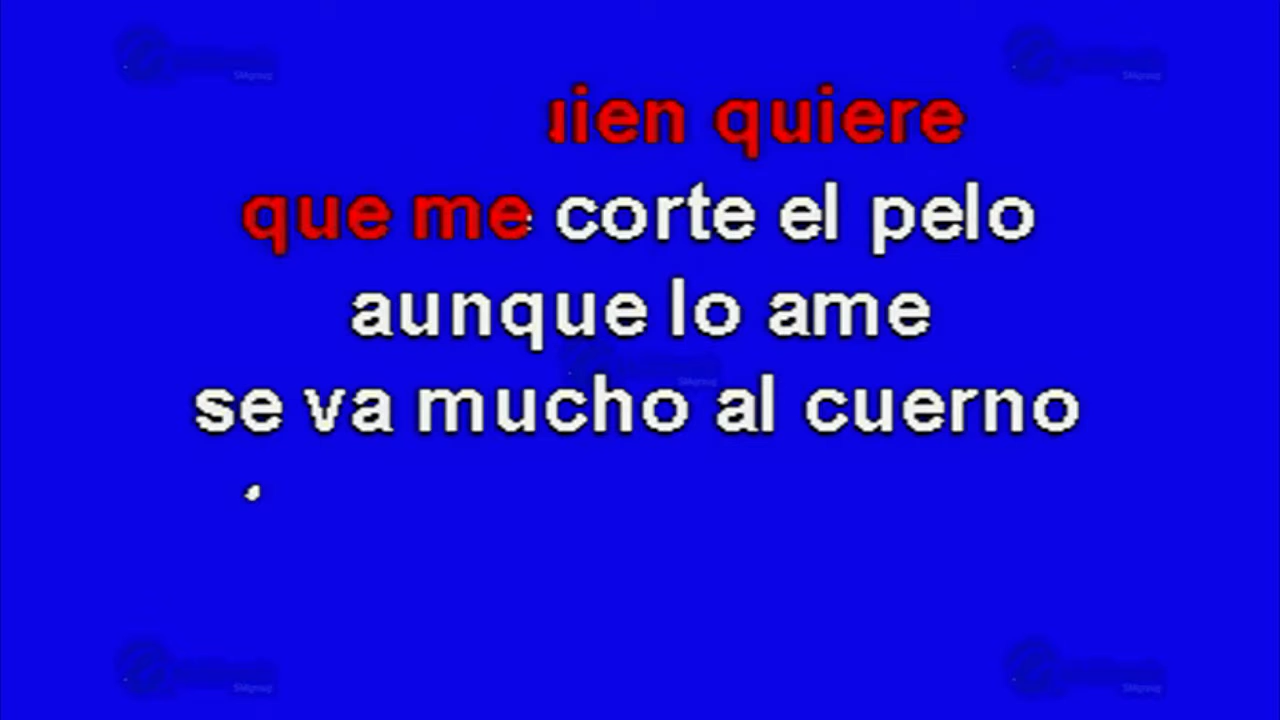 uien quiere
que me corte el pelo
aunque lo ame
se va mucho al cuerno